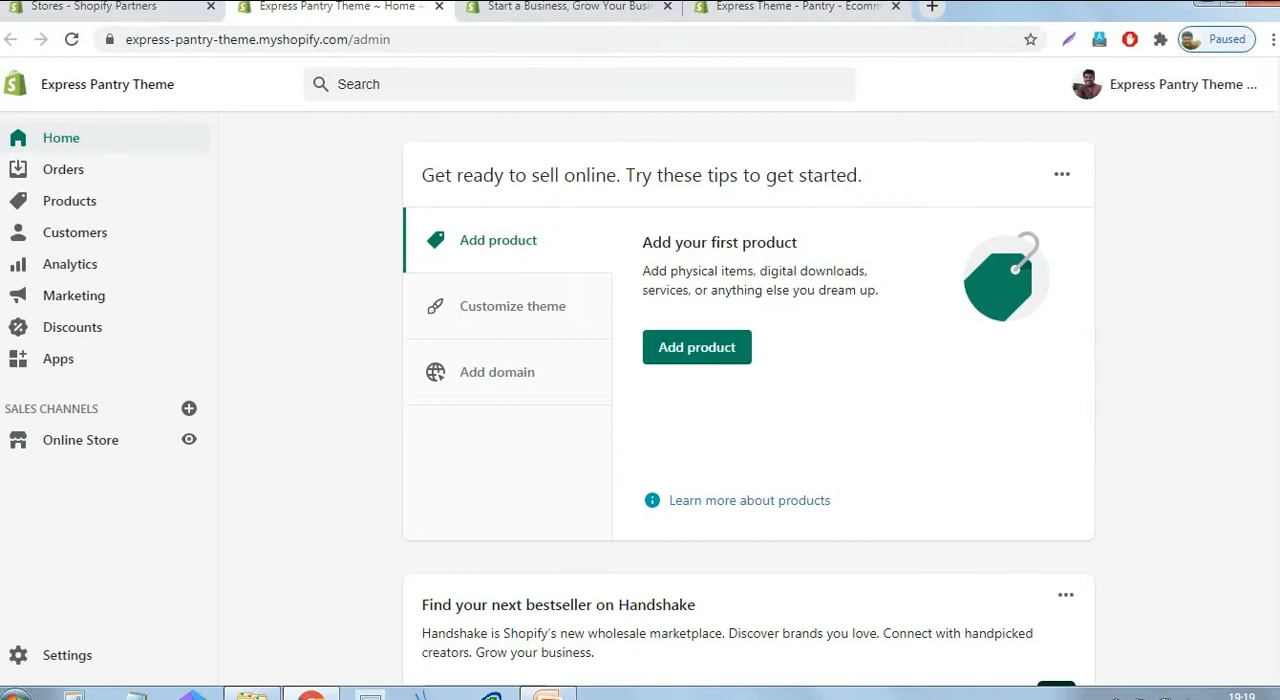 Stores - Shopify Partners
Express Pantry Theme ~ Home ~
Start a Business, Grow Your Busi
Express Theme - Pantry - Ecomm
express-pantry-theme.myshopify.com/admin
Paused
Express Pantry Theme
Search
Express Pantry Theme ...
Home
Orders
Products
Customers
Analytics
Marketing
Discounts
Apps
SALES CHANNELS
Online Store
Settings
Get ready to sell online. Try these tips to get started.
Add product
Customize theme
Add domain
Add your first product
Add physical items, digital downloads,
services, or anything else you dream up.
Add product
Learn more about products
Find your next bestseller on Handshake
Handshake is Shopify's new wholesale marketplace. Discover brands you love. Connect with handpicked
creators. Grow your business.
19:19